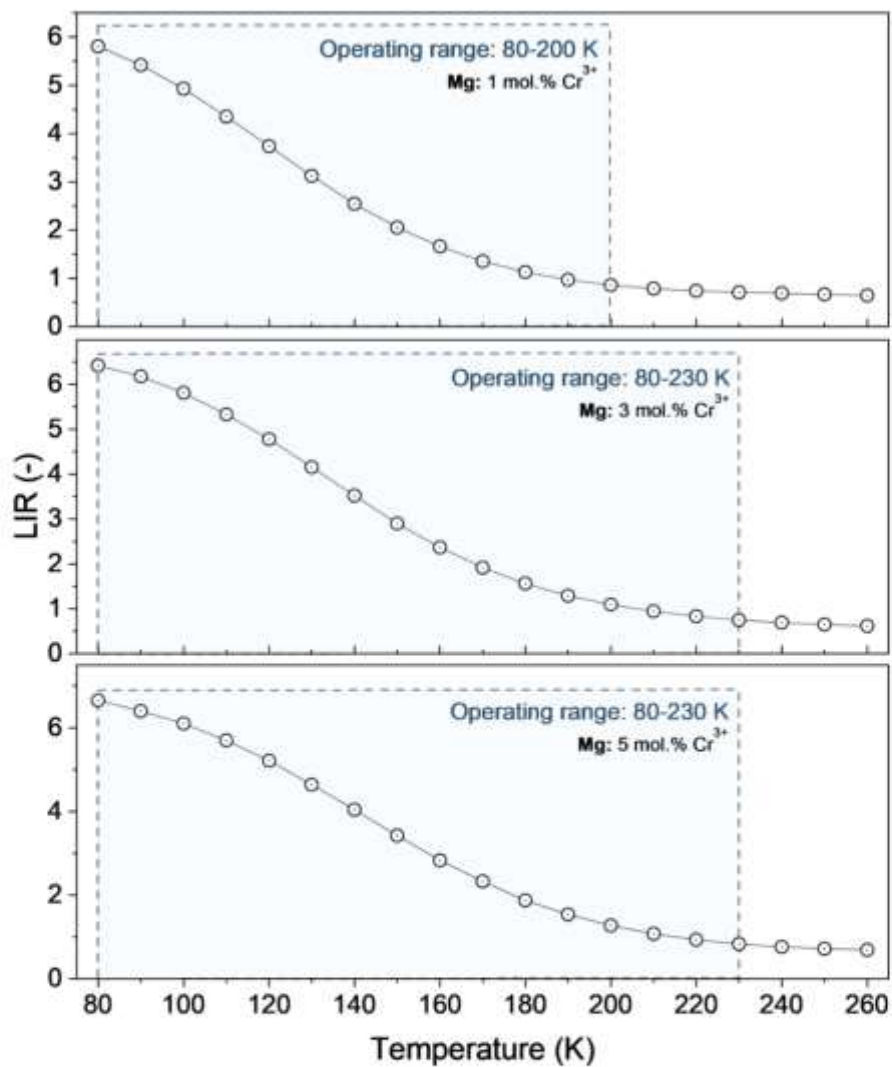 6
5
4
3
2
1
0
Operating range: 80-200 K
Mg: 1 mol.% Cr³⁺
6
5
4
3
2
1
0
Operating range: 80-230 K
Mg: 3 mol.% Cr³⁺
LIR (-)
6
4
2
0
Operating range: 80-230 K
Mg: 5 mol.% Cr³⁺
80 100 120 140 160 180 200 220 240 260
Temperature (K)